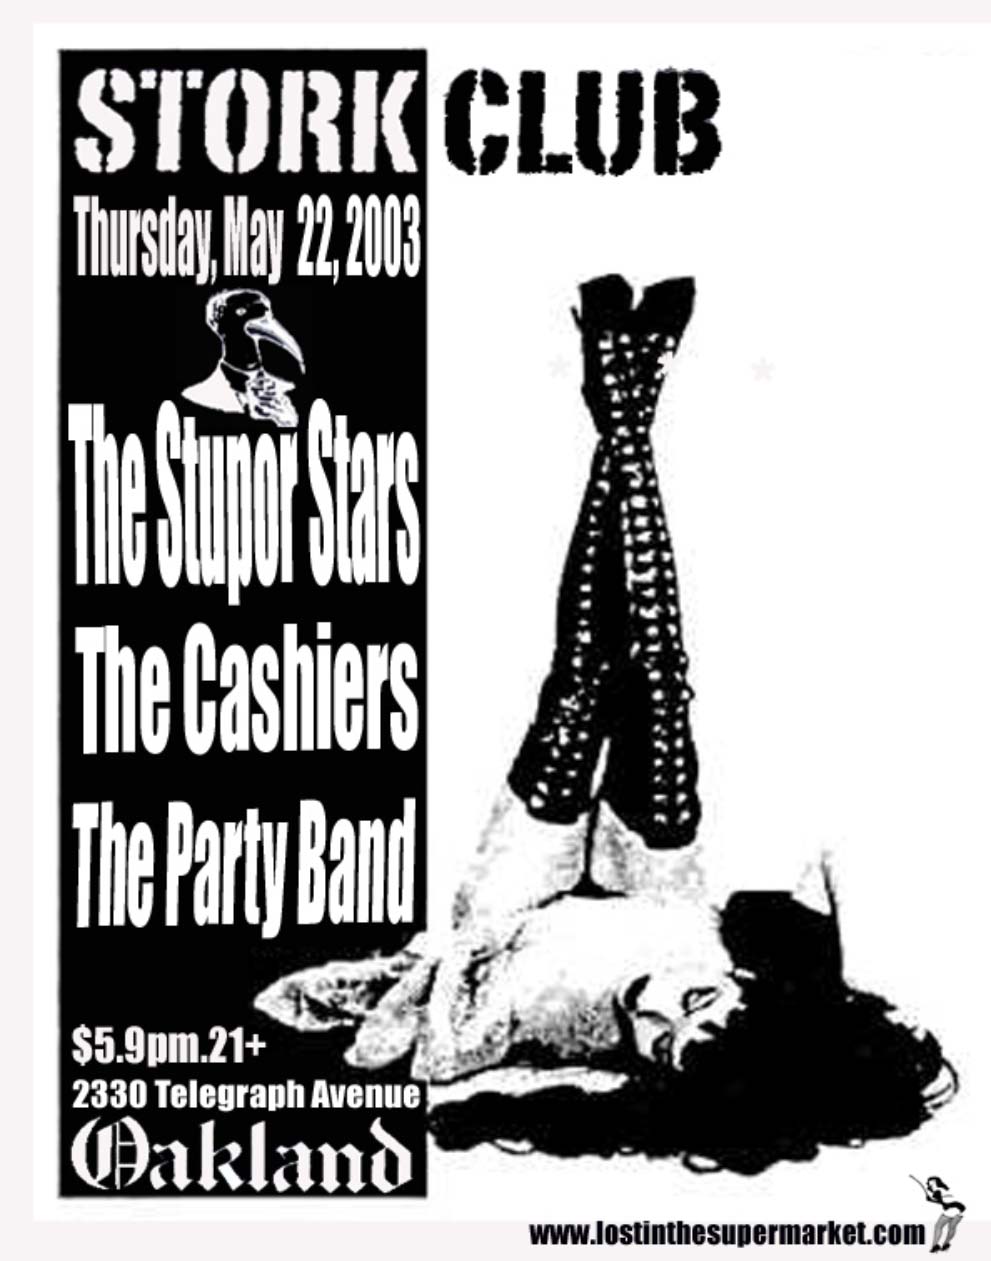 STORK CLUB
Thursday, May 22, 2003
The Stupor Stars
The Cashiers
The Party Band
$5.9pm.21+
2330 Telegraph Avenue
Oakland
www.lostinthesupermarket.com